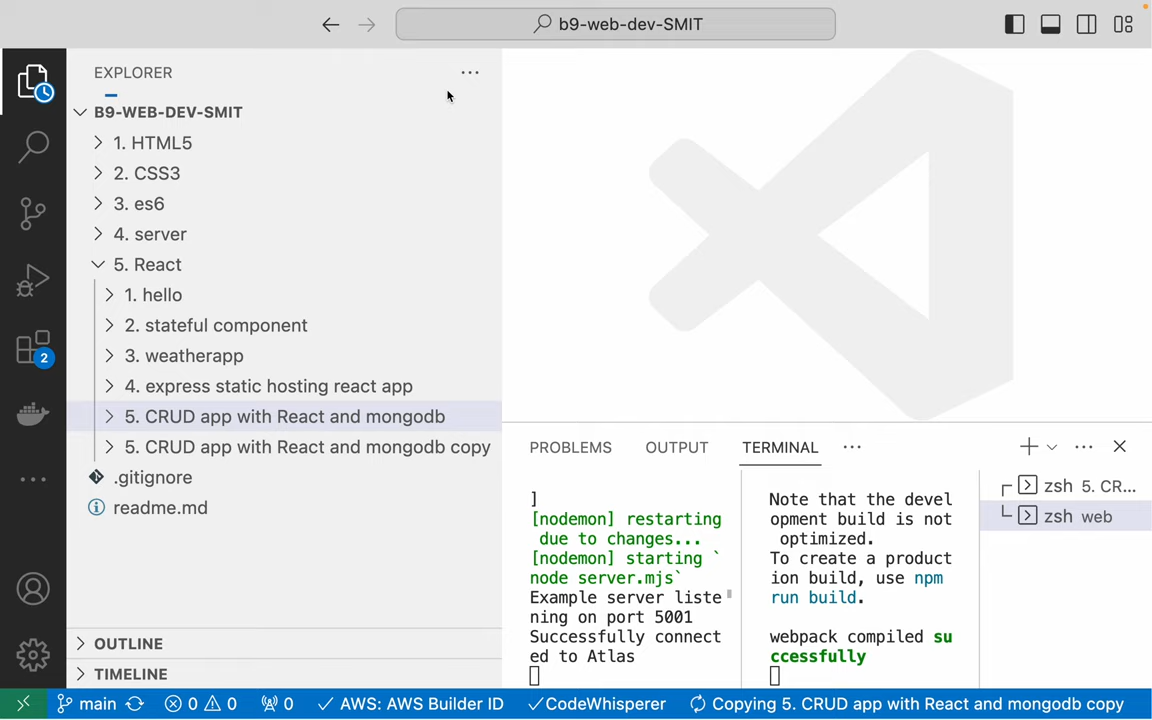 b9-web-dev-SMIT
EXPLORER
B9-WEB-DEV-SMIT
1. HTML5
2. CSS3
3. es6
4. server
5. React
1. hello
2. stateful component
3. weatherapp
4. express static hosting react app
5. CRUD app with React and mongodb
5. CRUD app with React and mongodb copy
.gitignore
readme.md
OUTLINE
TIMELINE
2
PROBLEMS OUTPUT TERMINAL
]
[nodemon] restarting
due to changes...
[nodemon] starting `
node server.mjs`
Example server liste
ning on port 5001
Successfully connect
ed to Atlas
Note that the devel
opment build is not
optimized.
To create a product
ion build, use npm
run build.
webpack compiled su
ccessfully
zsh 5. CR...
zsh web
main 0 0 0 AWS: AWS Builder ID CodeWhisperer Copying 5. CRUD app with React and mongodb copy